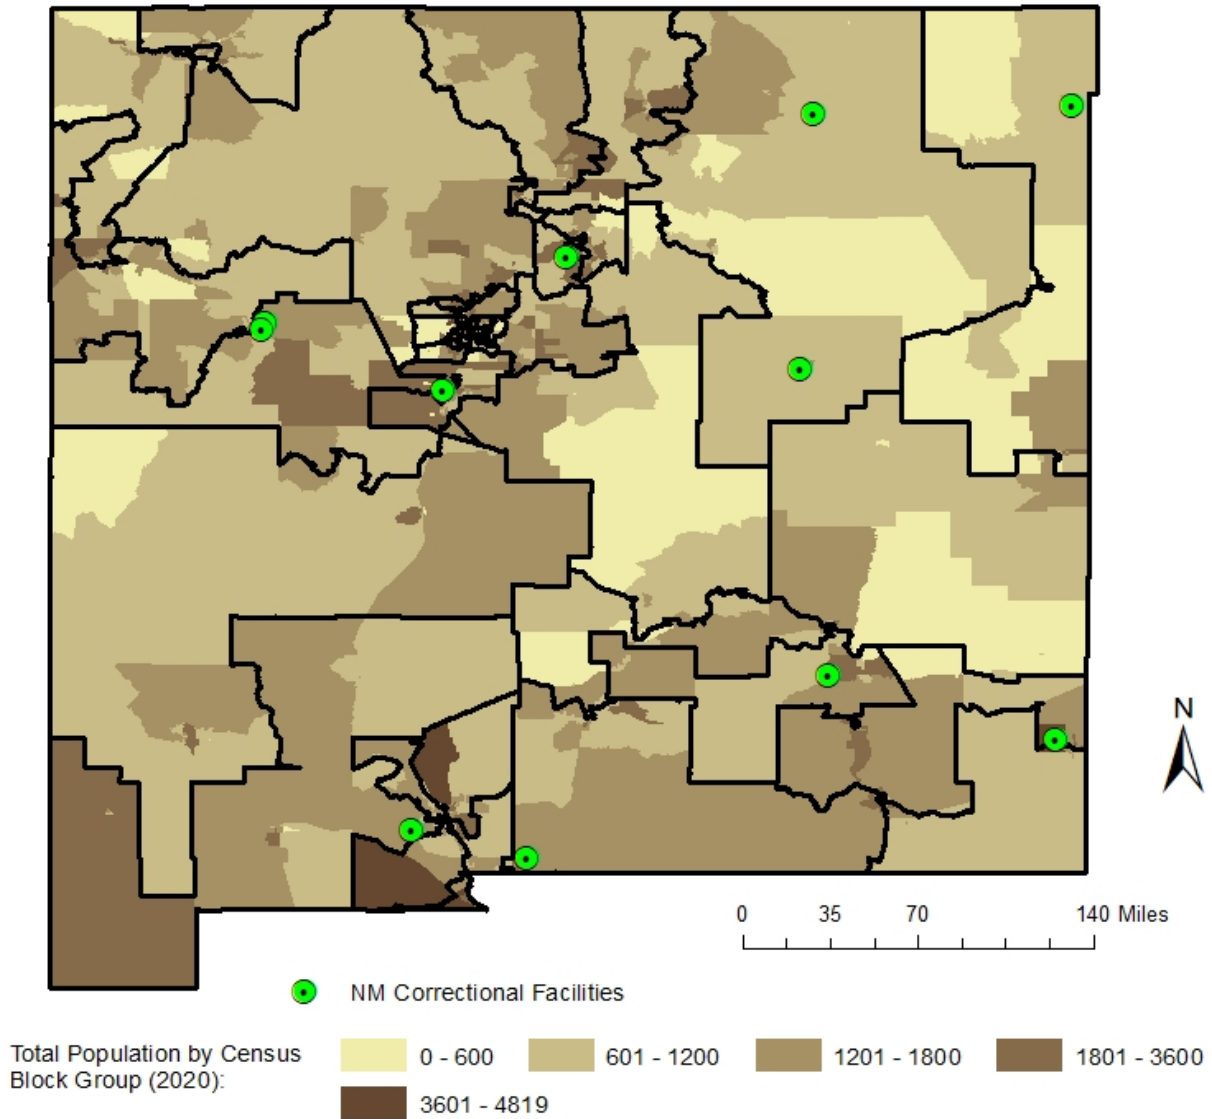 N
0 35 70 140 Miles
NM Correctional Facilities
Total Population by Census
Block Group (2020):
0 - 600 601 - 1200 1201 - 1800 1801 - 3600
3601 - 4819